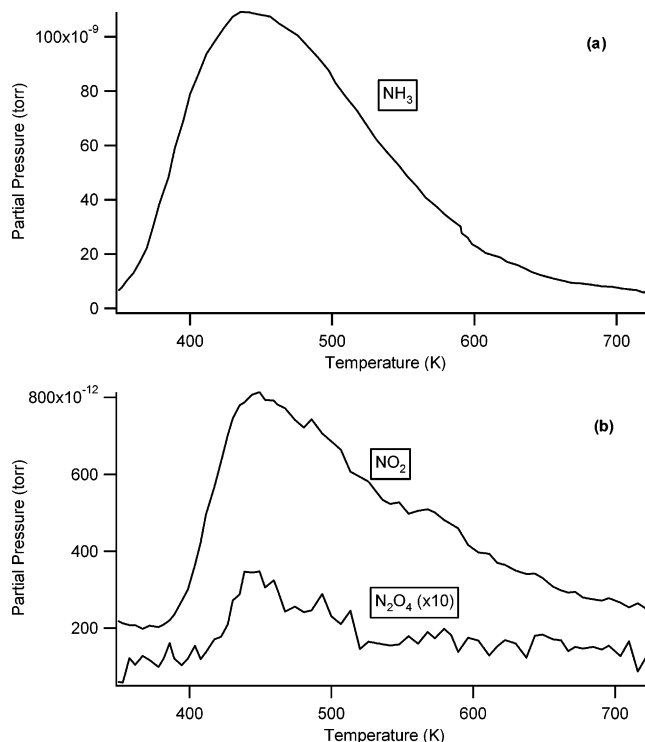 100x10-9
(a)
NH3
80
60
40
20
0
Partial Pressure (torr)
400 500 600 700
Temperature (K)
800x10-12
(b)
NO2
600
400
N2O4 (x10)
200
Partial Pressure (torr)
400 500 600 700
Temperature (K)